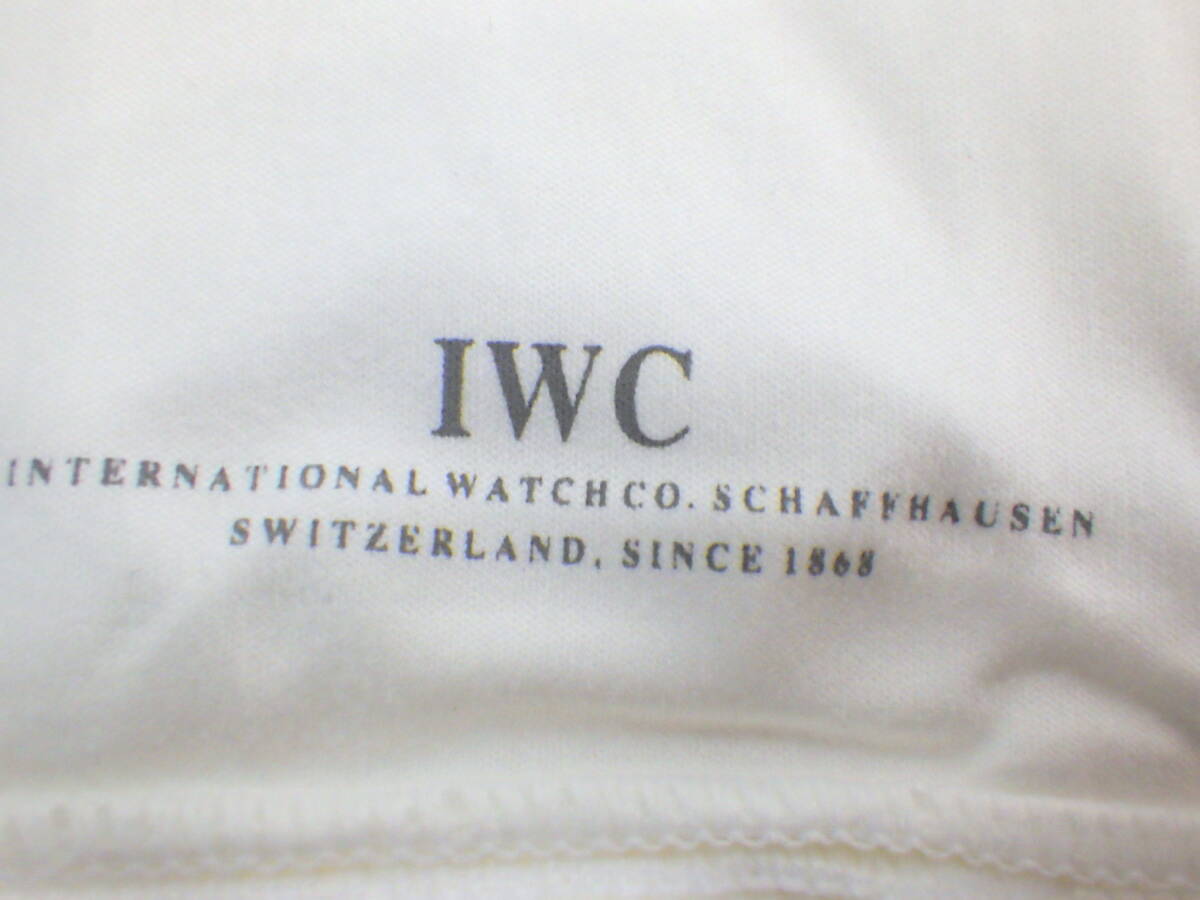 IWC
INTERNATIONAL WATCH CO. SCHAFFHAUSEN
SWITZERLAND, SINCE 1868